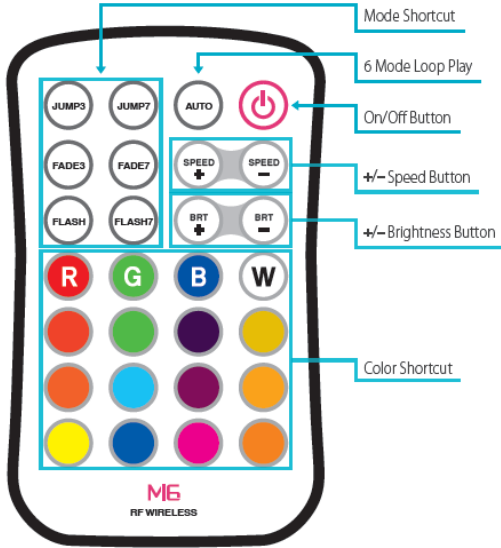 Mode Shortcut
6 Mode Loop Play
On/Off Button
+/− Speed Button
+/− Brightness Button
Color Shortcut
JUMP3 JUMP7 AUTO
FADE3 FADE7 SPEED + SPEED −
FLASH FLASH7 BRT + BRT −
R G B W
M6
RF WIRELESS